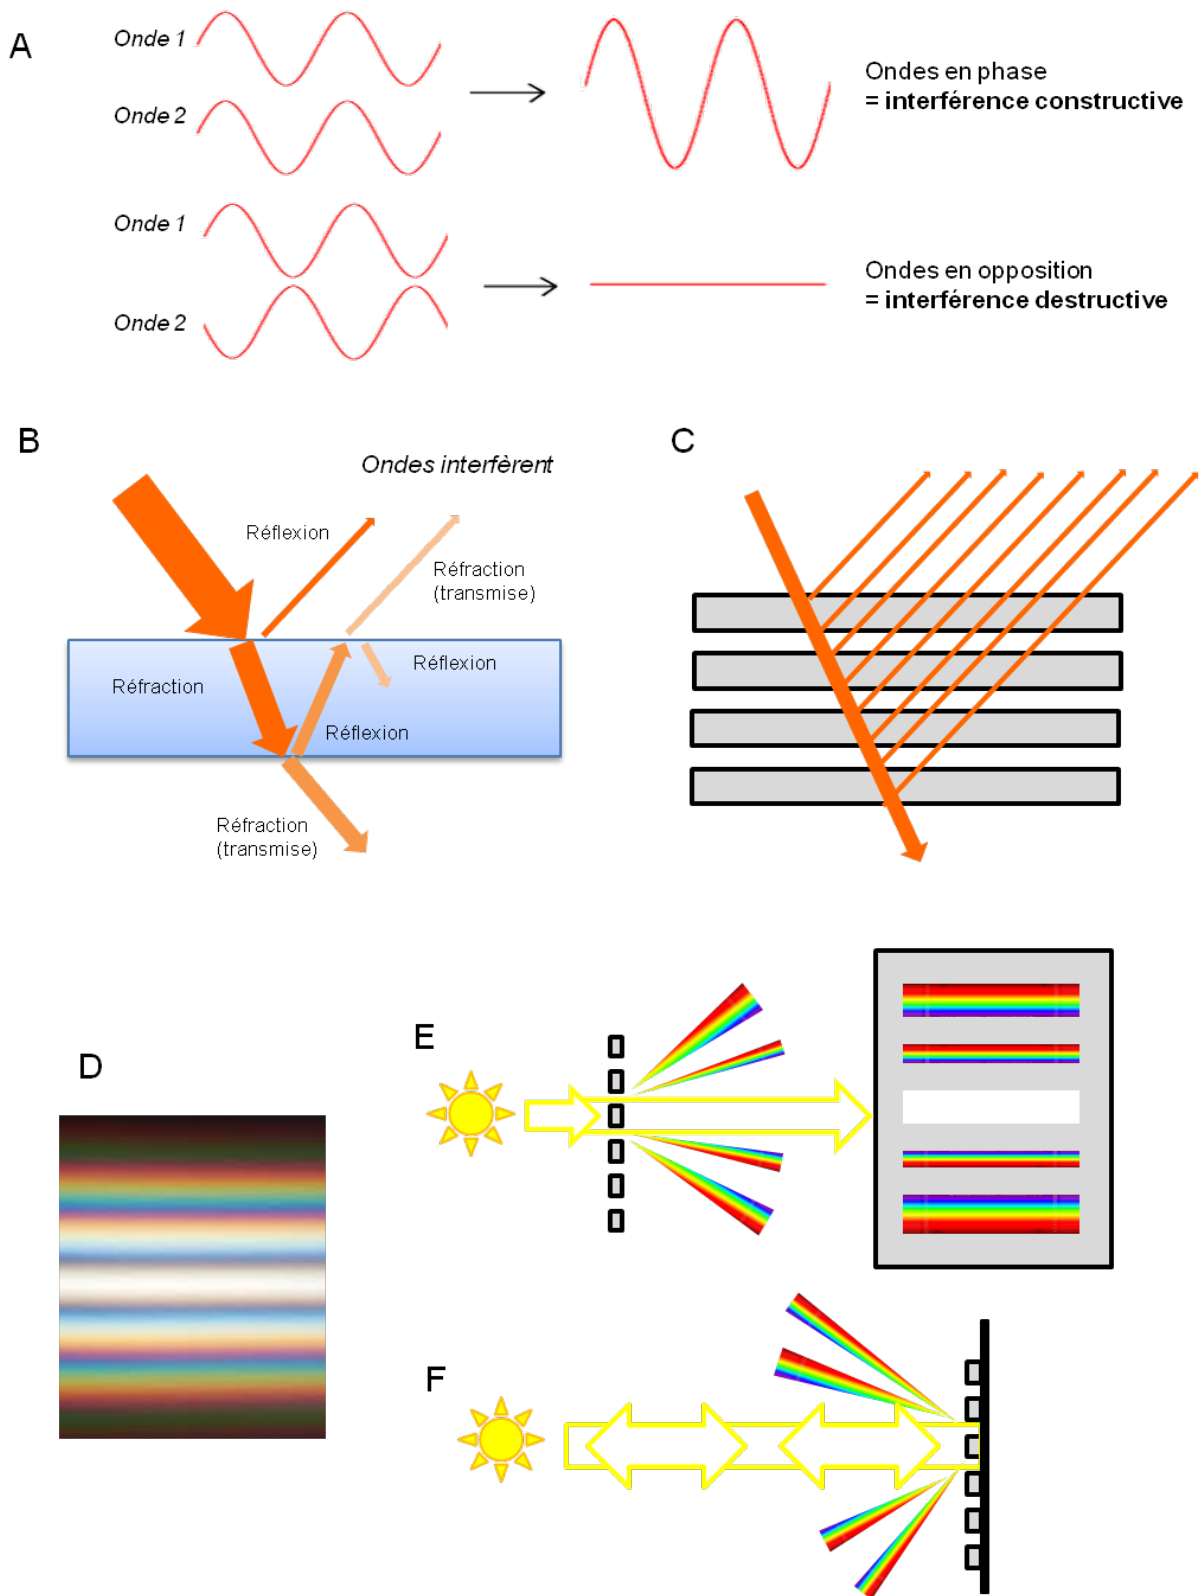 A
Onde 1
Onde 2
Ondes en phase
= interférence constructive
Onde 1
Onde 2
Ondes en opposition
= interférence destructive
B
Ondes interfèrent
Réflexion
Réfraction
(transmise)
Réfraction
Réflexion
Réflexion
Réfraction
(transmise)
C
D
E
F